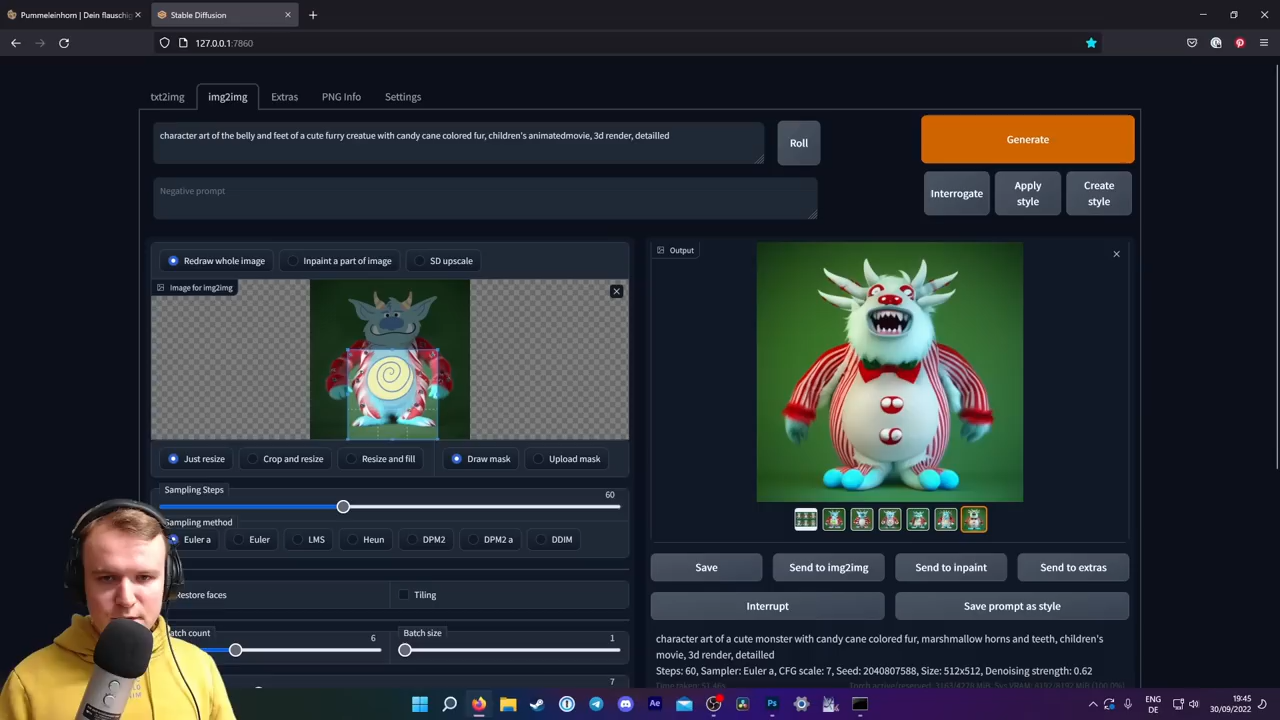 Pummeleinhorn | Dein flauschig
Stable Diffusion
127.0.0.1:7860
txt2img
img2img
Extras
PNG Info
Settings
character art of the belly and feet of a cute furry creatue with candy cane colored fur, children's animatedmovie, 3d render, detailled
Roll
Generate
Negative prompt
Interrogate
Apply style
Create style
Redraw whole image
Inpaint a part of image
SD upscale
Image for img2img
Output
Just resize
Crop and resize
Resize and fill
Draw mask
Upload mask
Sampling Steps
60
Sampling method
Euler a
Euler
LMS
Heun
DPM2
DPM2 a
DDIM
Restore faces
Tiling
Batch count
6
Batch size
1
7
Save
Send to img2img
Send to inpaint
Send to extras
Interrupt
Save prompt as style
character art of a cute monster with candy cane colored fur, marshmallow horns and teeth, children's
movie, 3d render, detailled
Steps: 60, Sampler: Euler a, CFG scale: 7, Seed: 2040807588, Size: 512x512, Denoising strength: 0.62
ENG
DE
19:45
30/09/2022